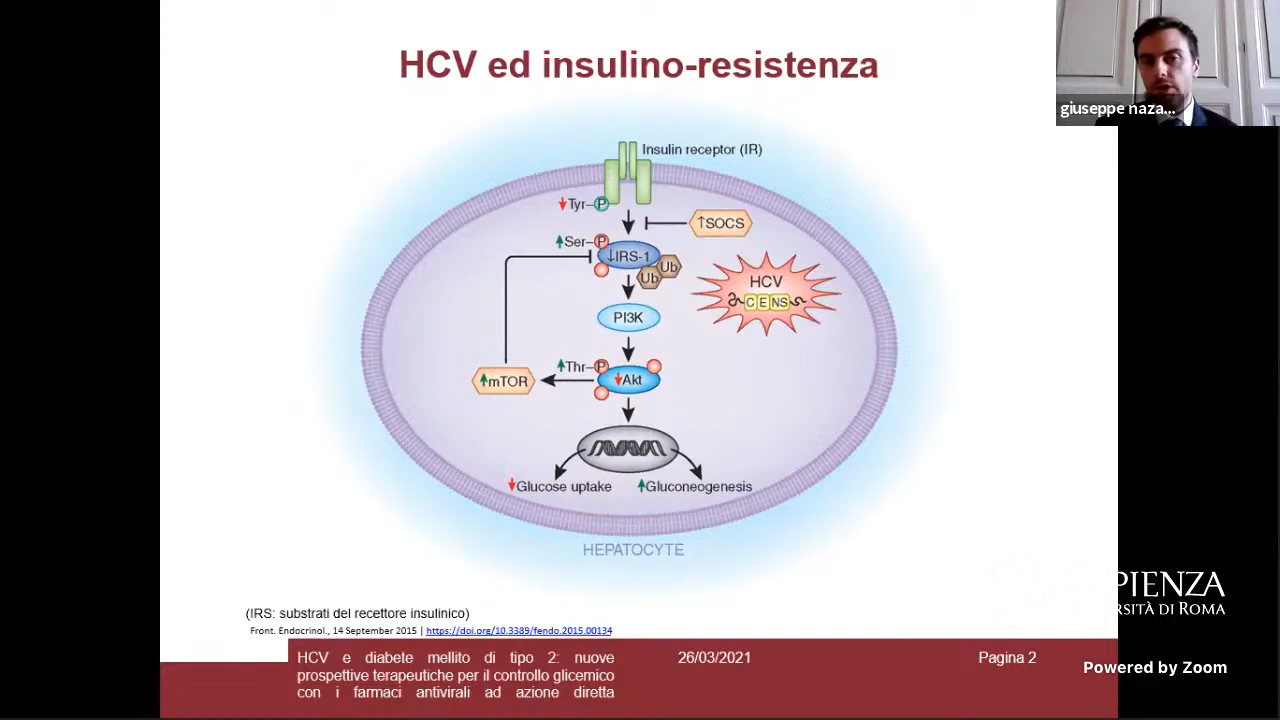 HCV ed insulino-resistenza
giuseppe naza...
Insulin receptor (IR)
↓Tyr–P
↑SOCS
↑Ser–P
↓IRS-1
Ub
Ub
HCV
C E NS
PI3K
↑Thr–P
↑mTOR
↓Akt
↓Glucose uptake
↑Gluconeogenesis
HEPATOCYTE
(IRS: substrati del recettore insulinico)
Front. Endocrinol., 14 September 2015 | https://doi.org/10.3389/fendo.2015.00134
HCV e diabete mellito di tipo 2: nuove
prospettive terapeutiche per il controllo glicemico
con i farmaci antivirali ad azione diretta
26/03/2021
Pagina 2
PIENZA
RSITÀ DI ROMA
Powered by Zoom